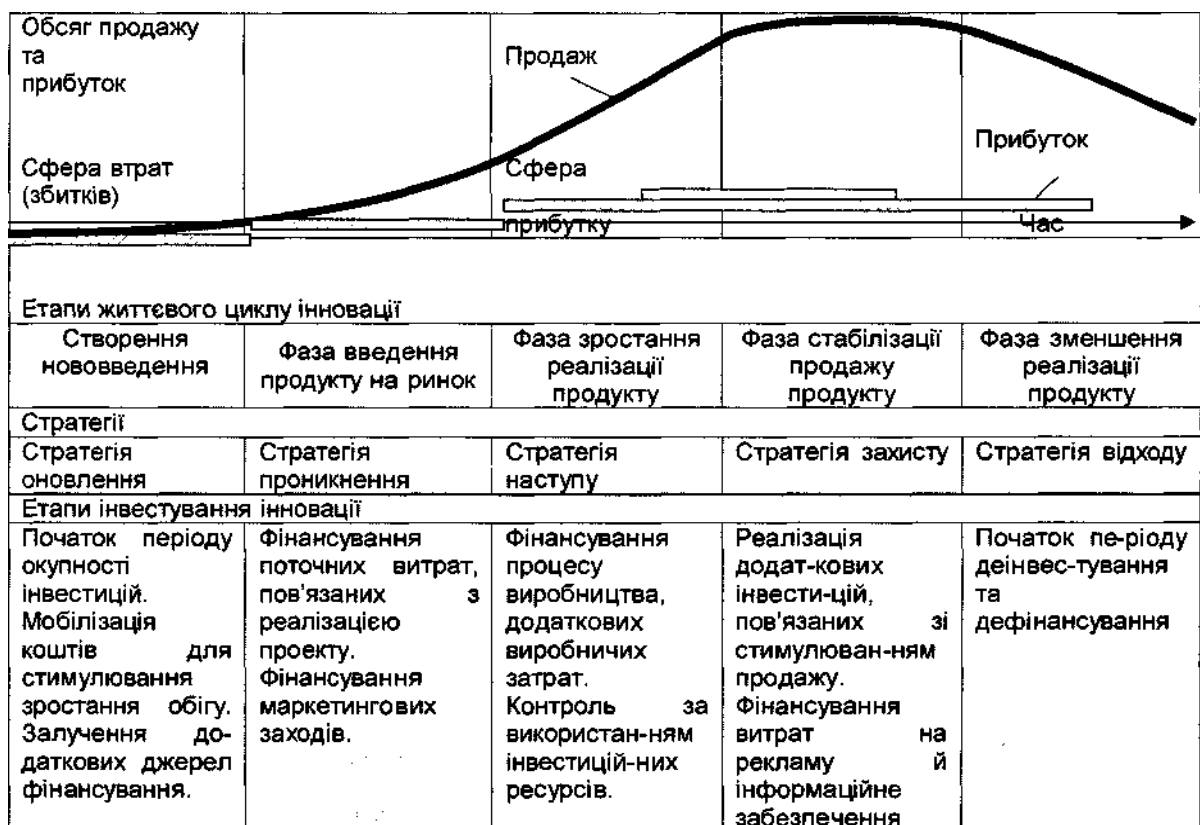 Обсяг продажу
та
прибуток
Продаж
Прибуток
Сфера втрат
(збитків)
Сфера
прибутку
Час
Етапи життєвого циклу інновації
Створення
нововведення
Фаза введення
продукту на ринок
Фаза зростання
реалізації
продукту
Фаза стабілізації
продажу
продукту
Фаза зменшення
реалізації
продукту
Стратегії
Стратегія
оновлення
Стратегія
проникнення
Стратегія
наступу
Стратегія захисту
Стратегія відходу
Етапи інвестування інновації
Початок періоду
окупності
інвестицій.
Мобілізація
коштів для
стимулювання
зростання обігу.
Залучення до-
даткових джерел
фінансування.
Фінансування
поточних витрат,
пов'язаних з
реалізацією
проекту.
Фінансування
маркетингових
заходів.
Фінансування
процесу
виробництва,
додаткових
виробничих
затрат.
Контроль за
використан-ням
інвестицій-них
ресурсів.
Реалізація
додат-кових
інвести-цій,
пов'язаних зі
стимулюван-ням
продажу.
Фінансування
витрат на
рекламу й
інформаційне
забезпечення
Початок пе-ріоду
деінвес-тування
та
дефінансування